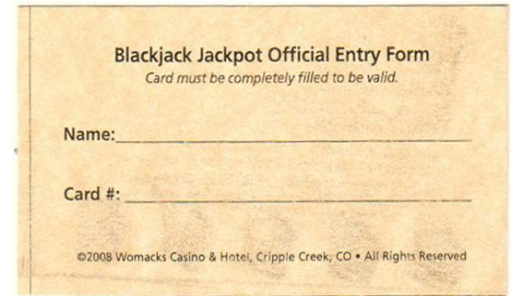 Blackjack Jackpot Official Entry Form
Card must be completely filled to be valid.
Name:
Card #:
©2008 Womacks Casino & Hotel, Cripple Creek, CO • All Rights Reserved